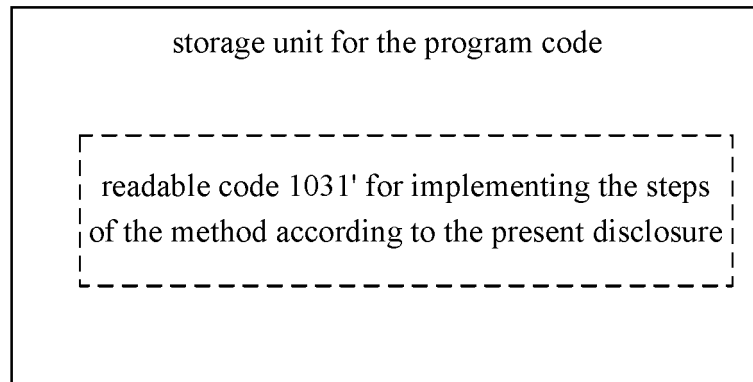 storage unit for the program code
readable code 1031' for implementing the steps
of the method according to the present disclosure